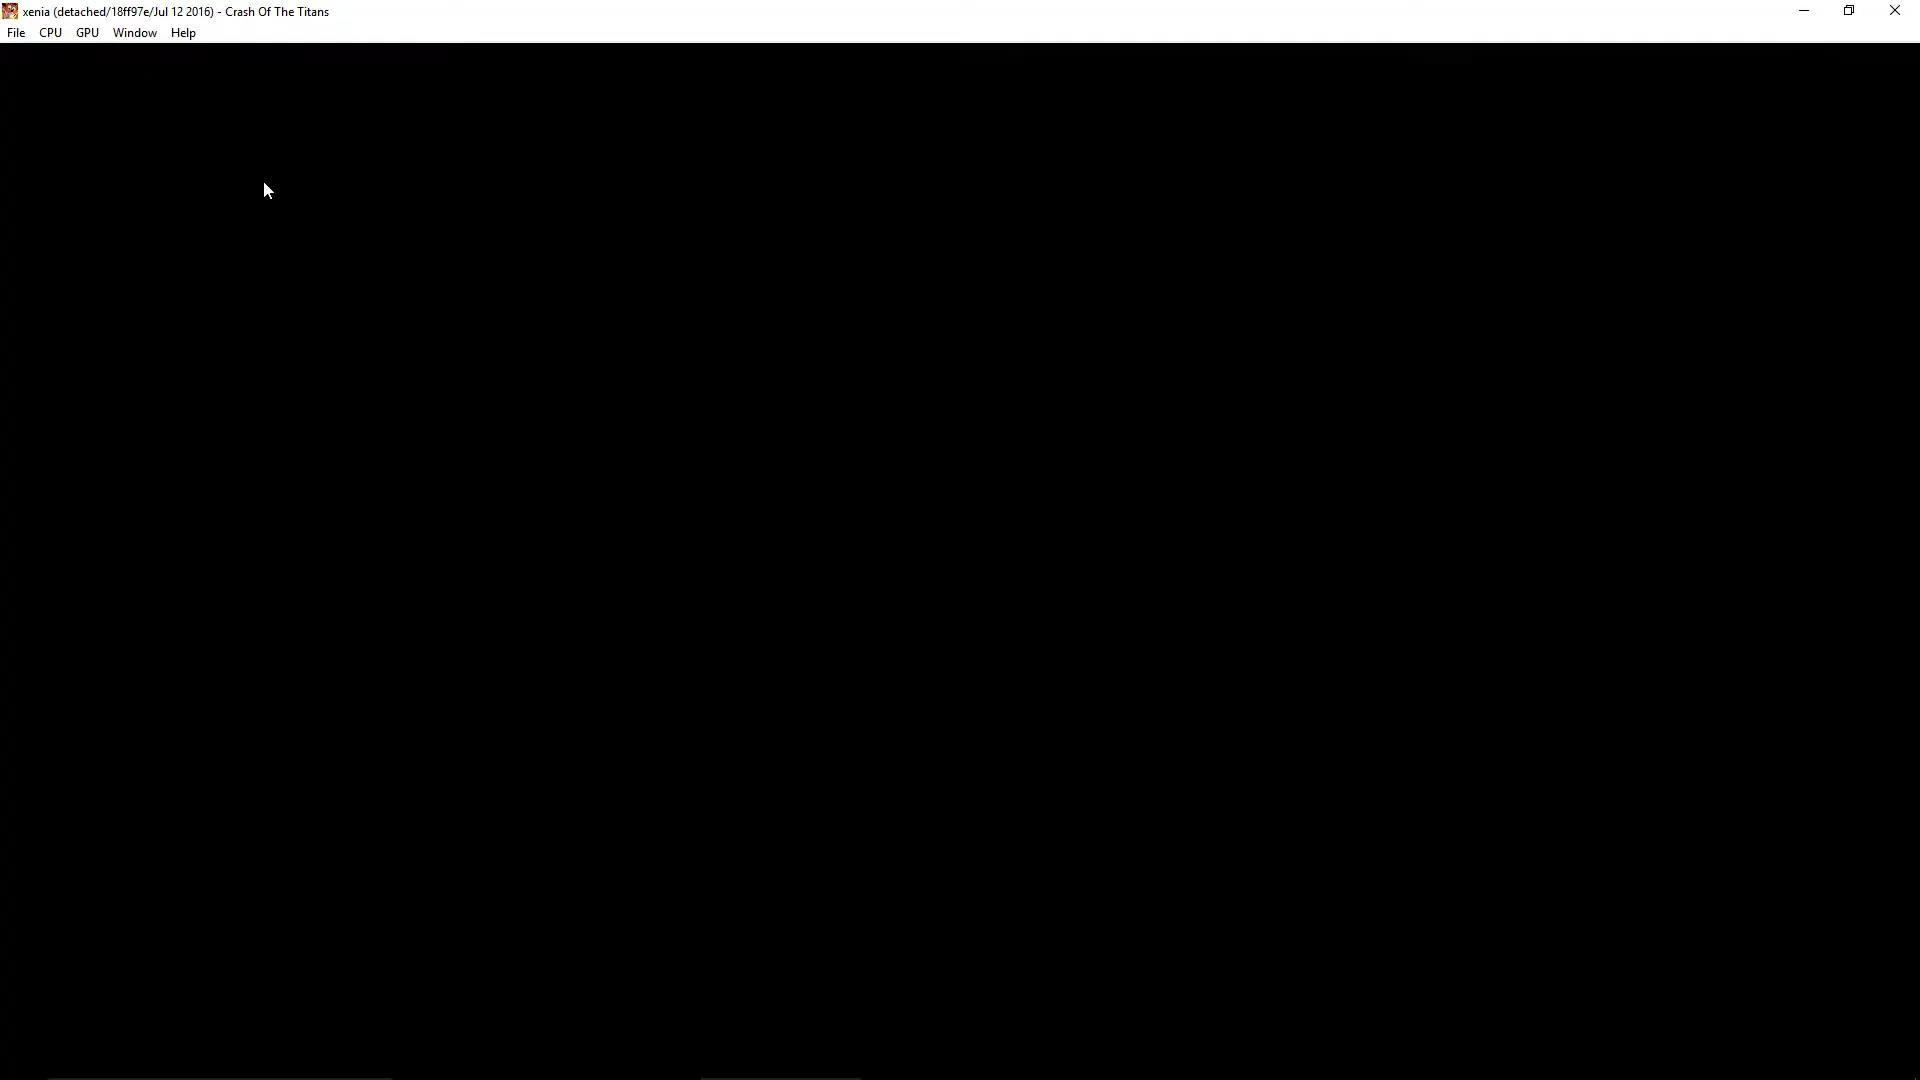 xenia (detached/18ff97e/Jul 12 2016) - Crash Of The Titans
File CPU GPU Window Help